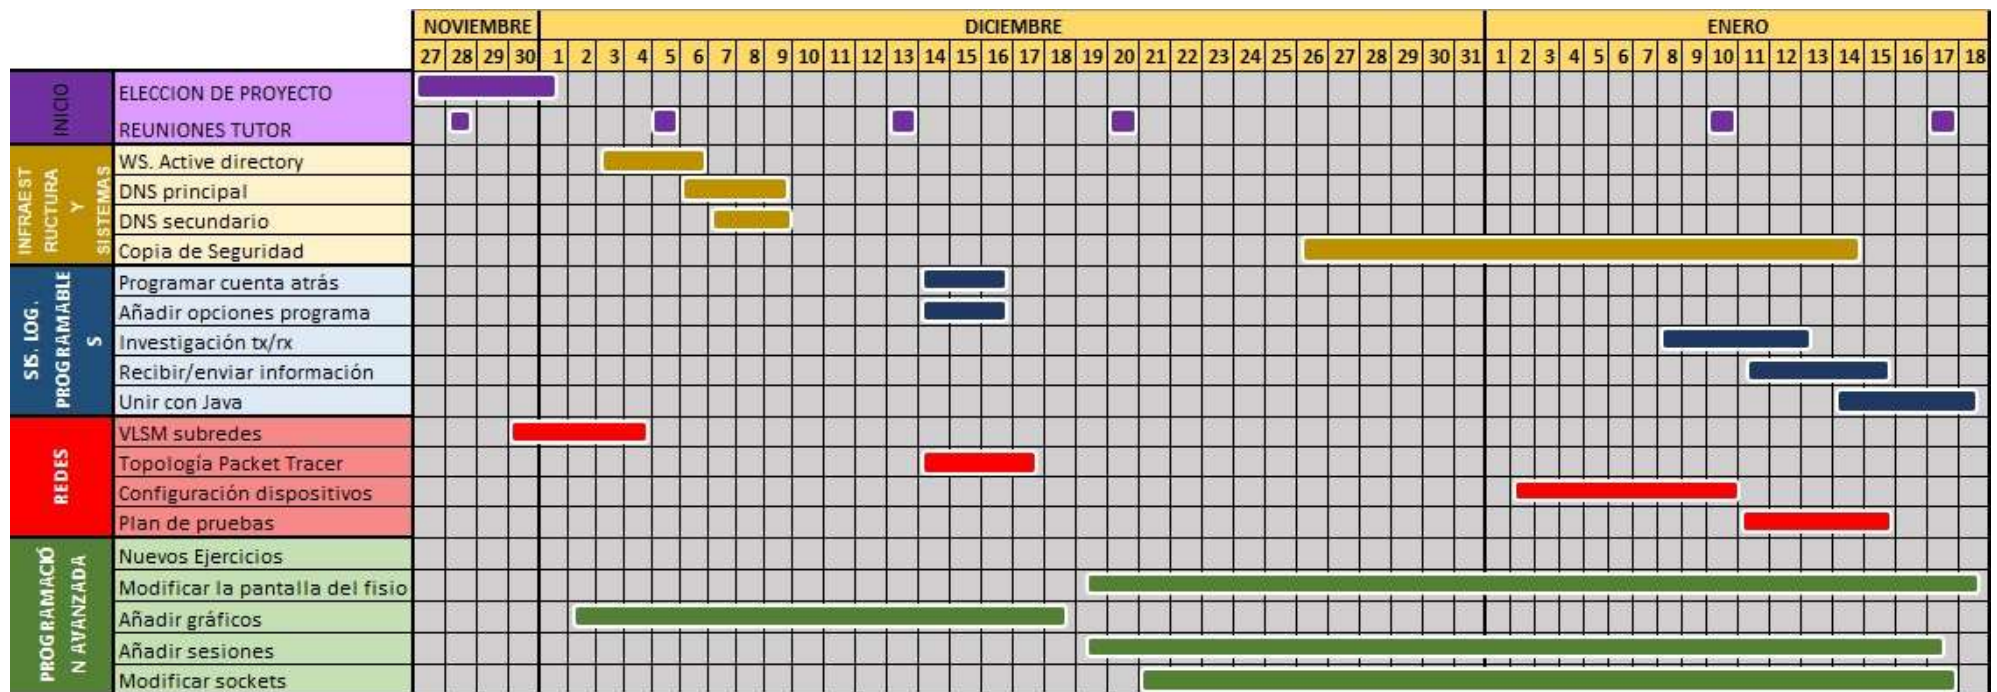 NOVIEMBRE DICIEMBRE ENERO
27 28 29 30 1 2 3 4 5 6 7 8 9 10 11 12 13 14 15 16 17 18 19 20 21 22 23 24 25 26 27 28 29 30 31 1 2 3 4 5 6 7 8 9 10 11 12 13 14 15 16 17 18
INICIO
ELECCION DE PROYECTO
REUNIONES TUTOR
INFRAEST
RUCTURA
Y
SISTEMAS
WS. Active directory
DNS principal
DNS secundario
Copia de Seguridad
SIS. LOG.
PROGRAMABLE
S
Programar cuenta atrás
Añadir opciones programa
Investigación tx/rx
Recibir/enviar información
Unir con Java
REDES
VLSM subredes
Topología Packet Tracer
Configuración dispositivos
Plan de pruebas
PROGRAMACIÓ
N AVANZADA
Nuevos Ejercicios
Modificar la pantalla del fisio
Añadir gráficos
Añadir sesiones
Modificar sockets